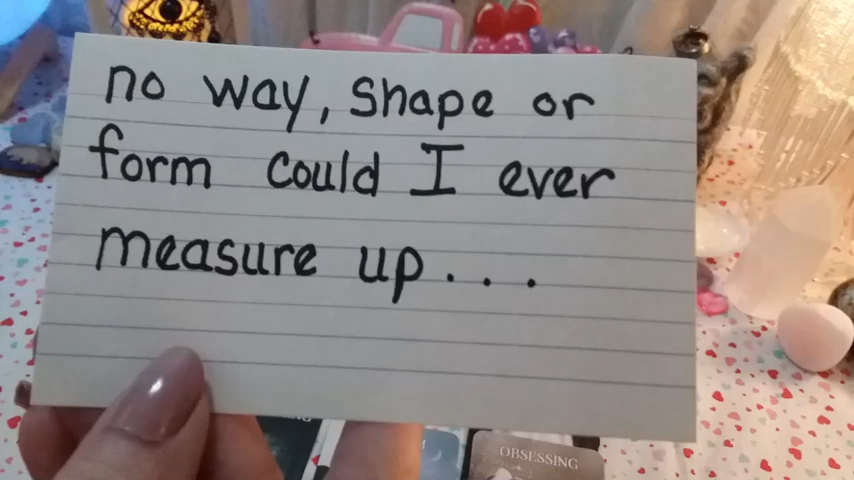 no way, shape or
form could I ever
measure up...
OBSESSING